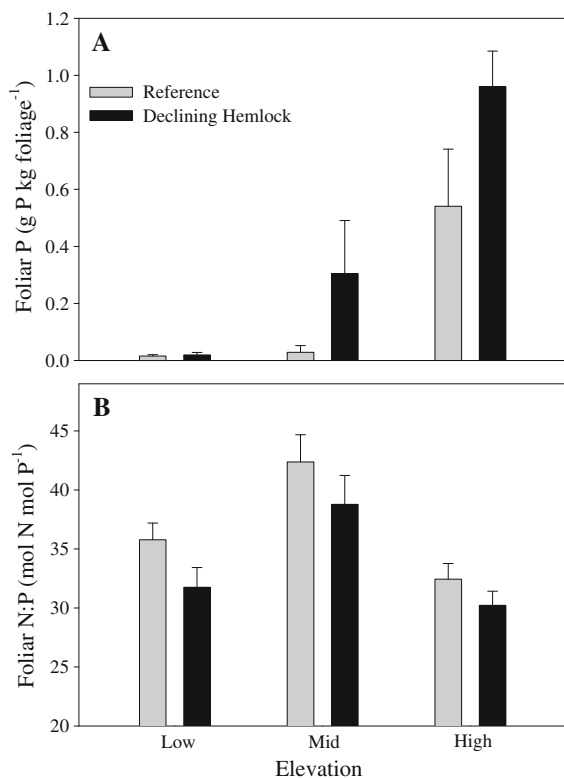 A
Reference
Declining Hemlock
Foliar P (g P kg foliage⁻¹)
1.2
1.0
0.8
0.6
0.4
0.2
0.0
B
Foliar N:P (mol N mol P⁻¹)
45
40
35
30
25
20
Low Mid High
Elevation